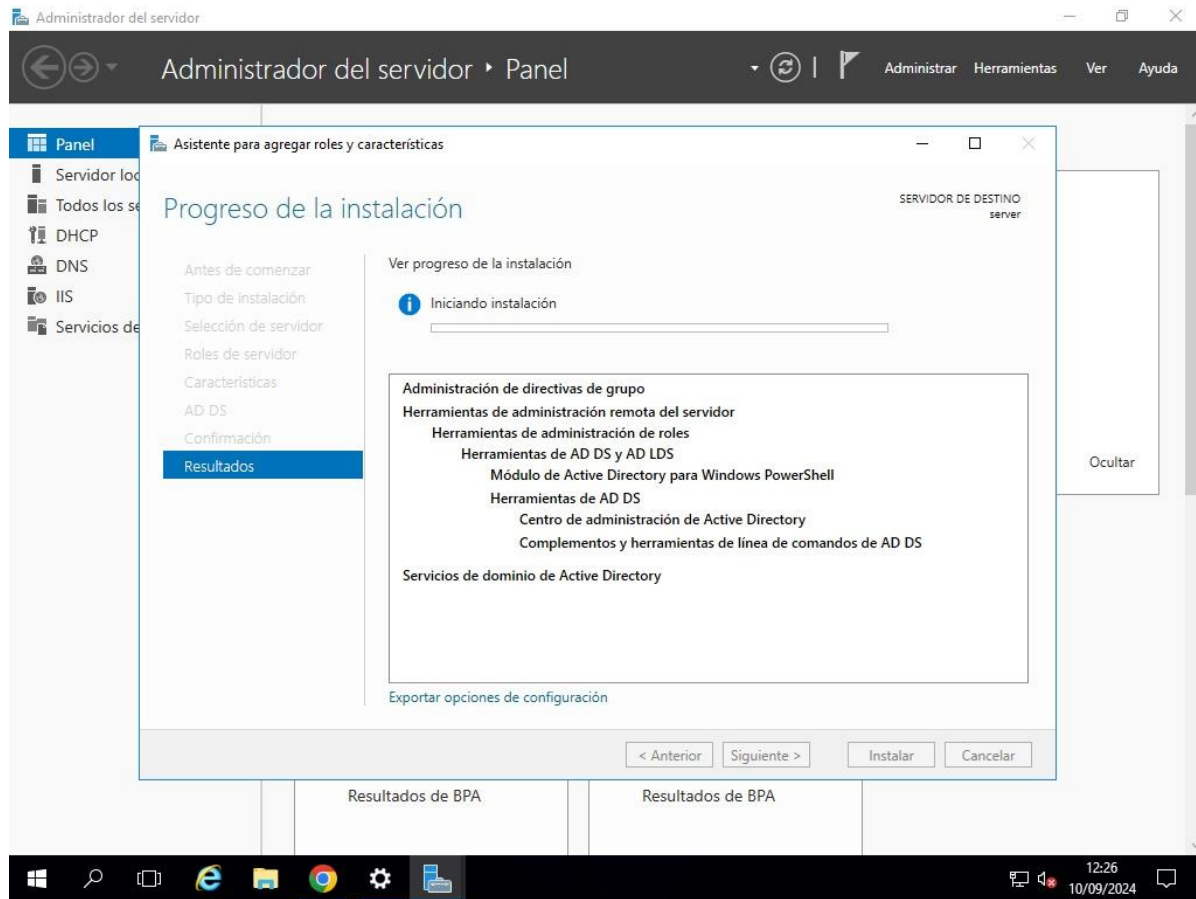 Administrador del servidor
Administrador del servidor ‣ Panel
Administrar Herramientas Ver Ayuda
Panel
Servidor loc
Todos los se
DHCP
DNS
IIS
Servicios de
Asistente para agregar roles y características
Progreso de la instalación
SERVIDOR DE DESTINO
server
Antes de comenzar
Tipo de instalación
Selección de servidor
Roles de servidor
Características
AD DS
Confirmación
Resultados
Ver progreso de la instalación
Iniciando instalación
Administración de directivas de grupo
Herramientas de administración remota del servidor
Herramientas de administración de roles
Herramientas de AD DS y AD LDS
Módulo de Active Directory para Windows PowerShell
Herramientas de AD DS
Centro de administración de Active Directory
Complementos y herramientas de línea de comandos de AD DS
Servicios de dominio de Active Directory
Exportar opciones de configuración
< Anterior Siguiente > Instalar Cancelar
Ocultar
Resultados de BPA Resultados de BPA
12:26
10/09/2024